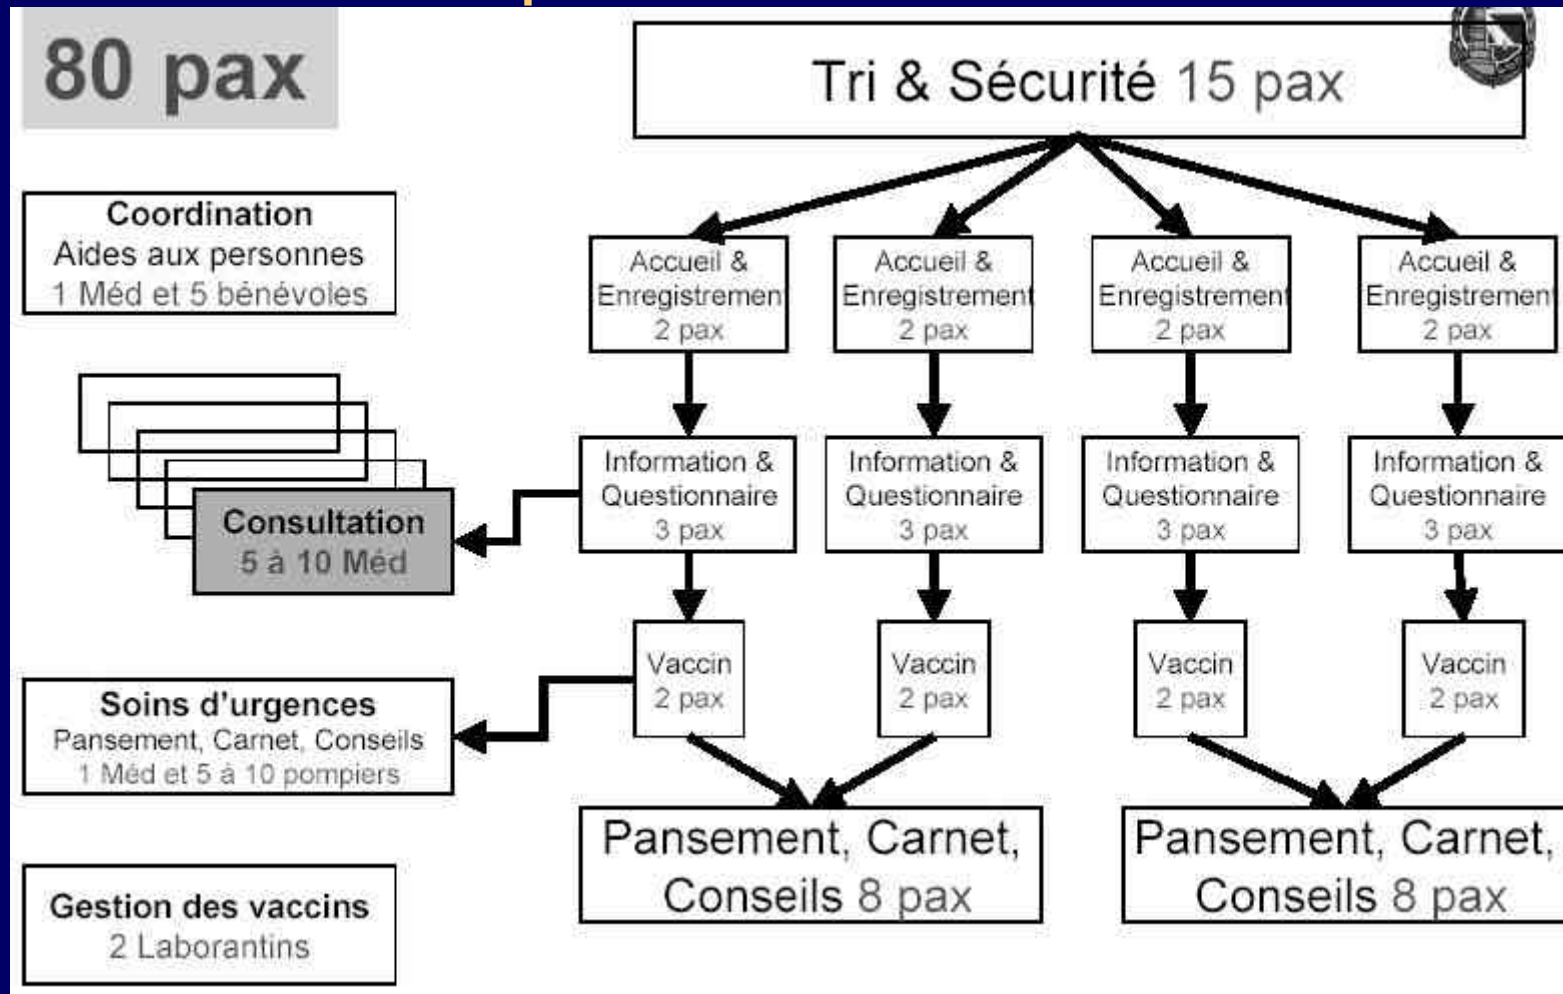 80 pax
Tri & Sécurité 15 pax
Coordination
Aides aux personnes
1 Méd et 5 bénévoles
Accueil &
Enregistremen
2 pax
Accueil &
Enregistrement
2 pax
Accueil &
Enregistrement
2 pax
Accueil &
Enregistrement
2 pax
Information &
Questionnaire
3 pax
Information &
Questionnaire
3 pax
Information &
Questionnaire
3 pax
Information &
Questionnaire
3 pax
Consultation
5 à 10 Méd
Vaccin
2 pax
Vaccin
2 pax
Vaccin
2 pax
Vaccin
2 pax
Soins d'urgences
Pansement, Carnet, Conseils
1 Méd et 5 à 10 pompiers
Pansement, Carnet,
Conseils 8 pax
Pansement, Carnet,
Conseils 8 pax
Gestion des vaccins
2 Laborantins